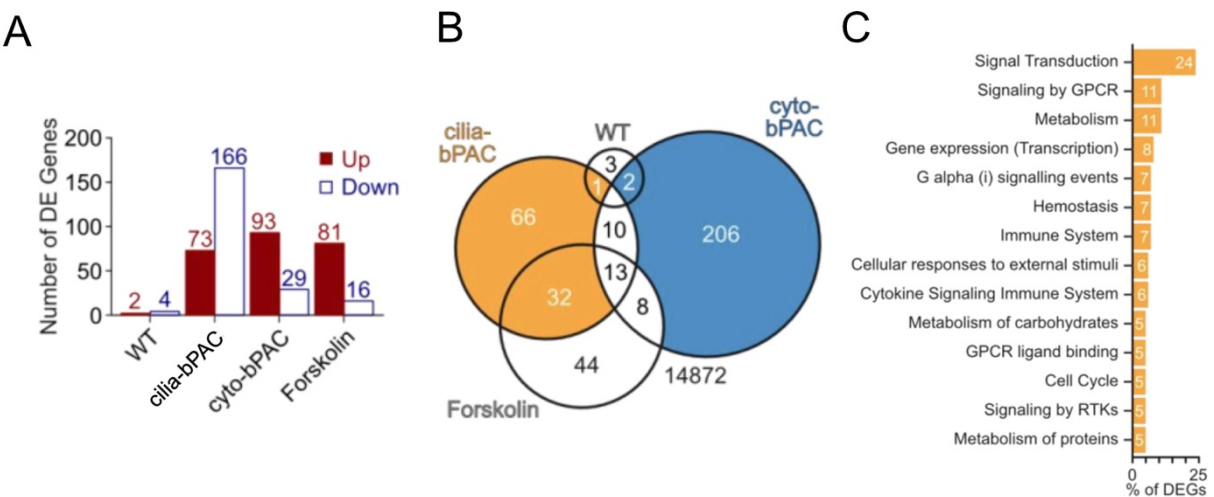 A
B
C
Number of DE Genes
200
150
100
50
0
Up
Down
2
4
73
166
93
29
81
16
WT
cilia-bPAC
cyto-bPAC
Forskolin
cilia-
bPAC
WT
cyto-
bPAC
3
1
2
66
10
206
13
32
8
44
14872
Forskolin
Signal Transduction 24
Signaling by GPCR 11
Metabolism 11
Gene expression (Transcription) 8
G alpha (i) signalling events 7
Hemostasis 7
Immune System 7
Cellular responses to external stimuli 6
Cytokine Signaling Immune System 6
Metabolism of carbohydrates 5
GPCR ligand binding 5
Cell Cycle 5
Signaling by RTKs 5
Metabolism of proteins 5
0 25
% of DEGs